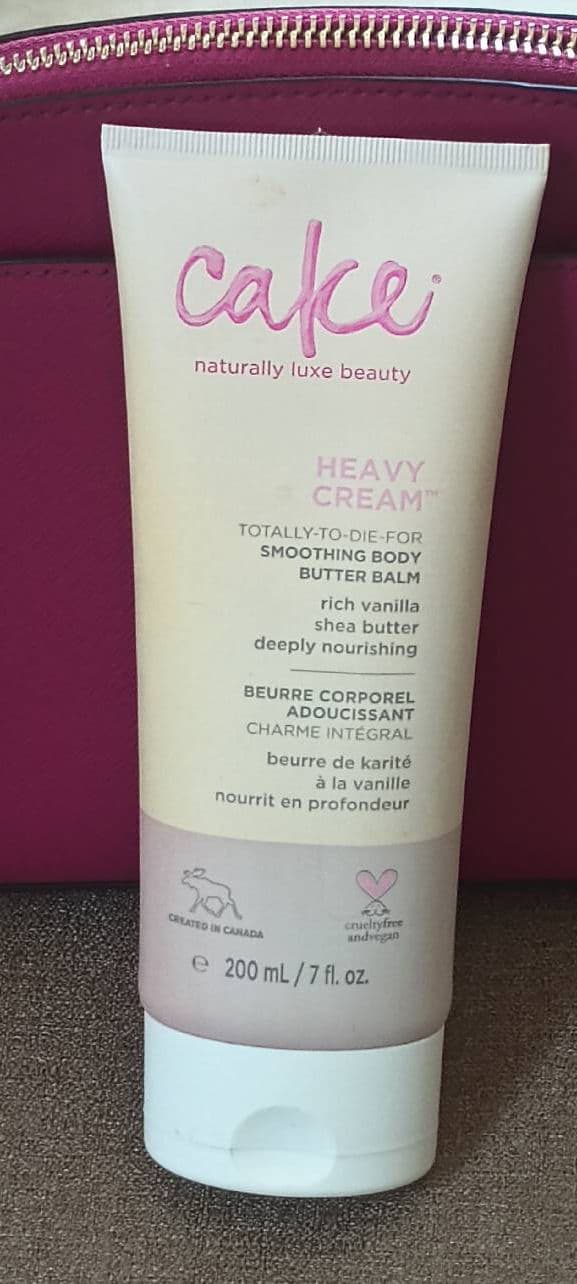 cake®
naturally luxe beauty
HEAVY
CREAM™
TOTALLY-TO-DIE-FOR
SMOOTHING BODY
BUTTER BALM
rich vanilla
shea butter
deeply nourishing
BEURRE CORPOREL
ADOUCISSANT
CHARME INTÉGRAL
beurre de karité
à la vanille
nourrit en profondeur
CREATED IN CANADA
crueltyfree
andvegan
℮ 200 mL / 7 fl. oz.